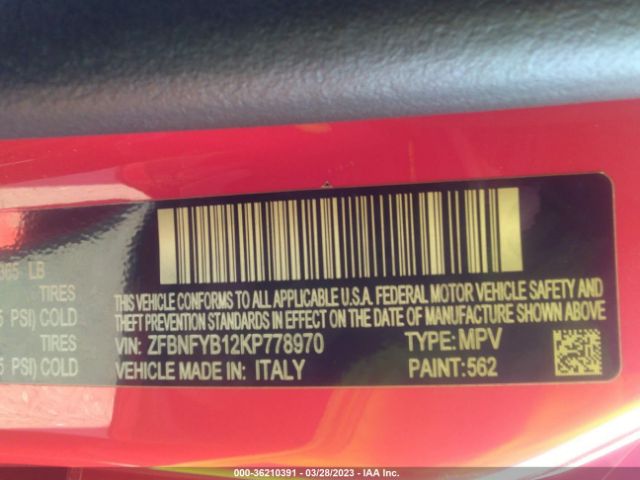 365 LB
TIRES
PSI) COLD
TIRES
PSI) COLD
THIS VEHICLE CONFORMS TO ALL APPLICABLE U.S.A. FEDERAL MOTOR VEHICLE SAFETY AND
THEFT PREVENTION STANDARDS IN EFFECT ON THE DATE OF MANUFACTURE SHOWN ABOVE
VIN: ZFBNFYB12KP778970 TYPE: MPV
VEHICLE MADE IN: ITALY PAINT: 562
000-36210391 | 03/28/2023 | IAA Inc.